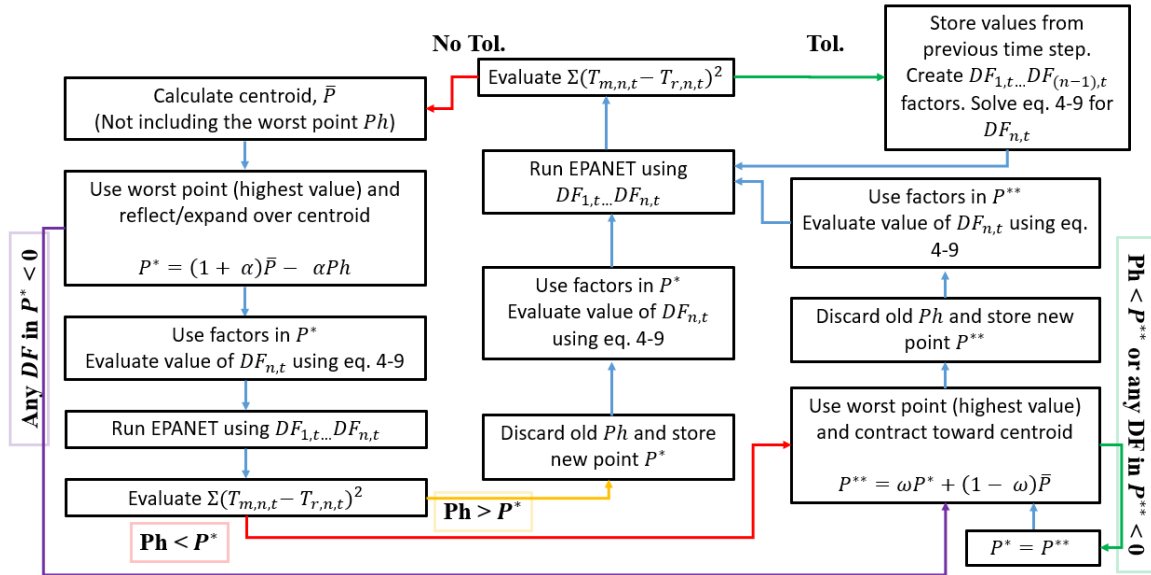 No Tol.
Tol.
Evaluate Σ(T_{m,n,t} − T_{r,n,t})²
Store values from
previous time step.
Create DF_{1,t}…DF_{(n−1),t}
factors. Solve eq. 4-9 for
DF_{n,t}
Calculate centroid, P̄
(Not including the worst point Ph)
Use worst point (highest value) and
reflect/expand over centroid
P* = (1 + α)P̄ − αPh
Use factors in P*
Evaluate value of DF_{n,t} using eq. 4-9
Run EPANET using DF_{1,t}…DF_{n,t}
Evaluate Σ(T_{m,n,t} − T_{r,n,t})²
Any DF in P* < 0
Ph < P*
Ph > P*
Run EPANET using
DF_{1,t}…DF_{n,t}
Use factors in P*
Evaluate value of DF_{n,t}
using eq. 4-9
Discard old Ph and store
new point P*
Use factors in P**
Evaluate value of DF_{n,t} using eq.
4-9
Discard old Ph and store new
point P**
Use worst point (highest value)
and contract toward centroid
P** = ωP* + (1 − ω)P̄
P* = P**
Ph < P** or any DF in P** < 0